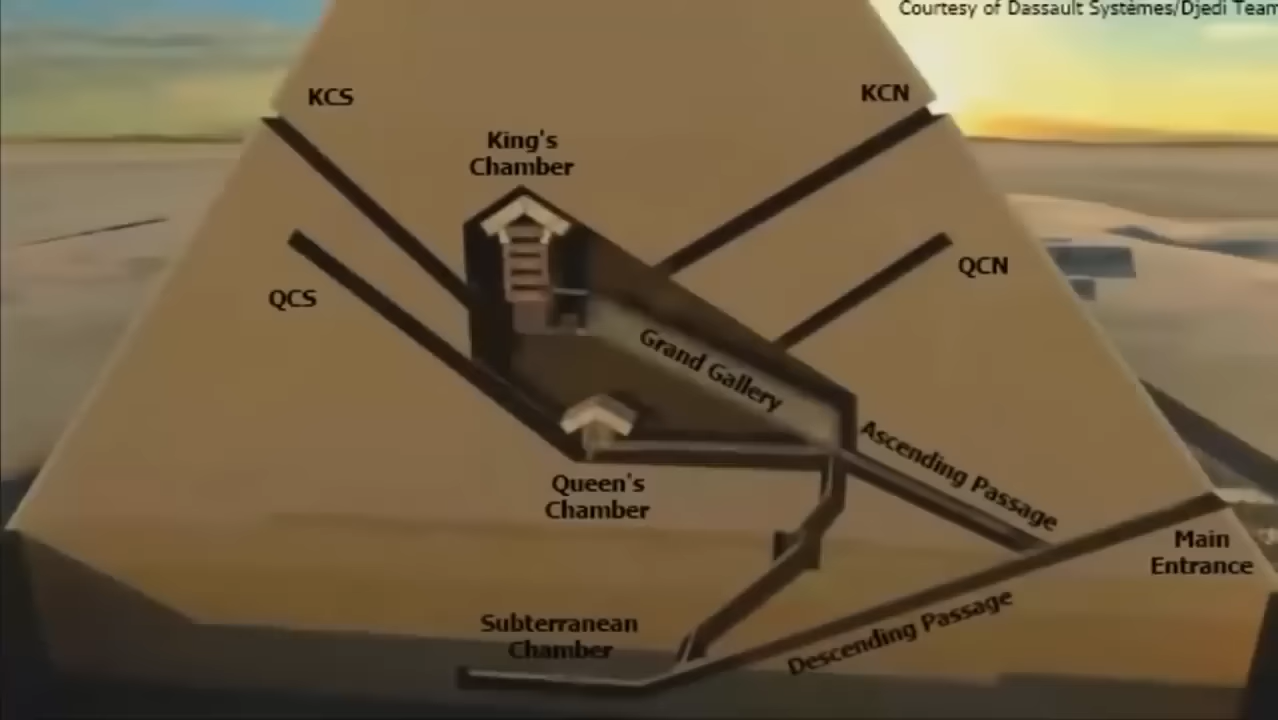 Courtesy of Dassault Systèmes/Djedi Team
KCS
KCN
King's
Chamber
QCN
QCS
Grand Gallery
Ascending Passage
Queen's
Chamber
Main
Entrance
Descending Passage
Subterranean
Chamber